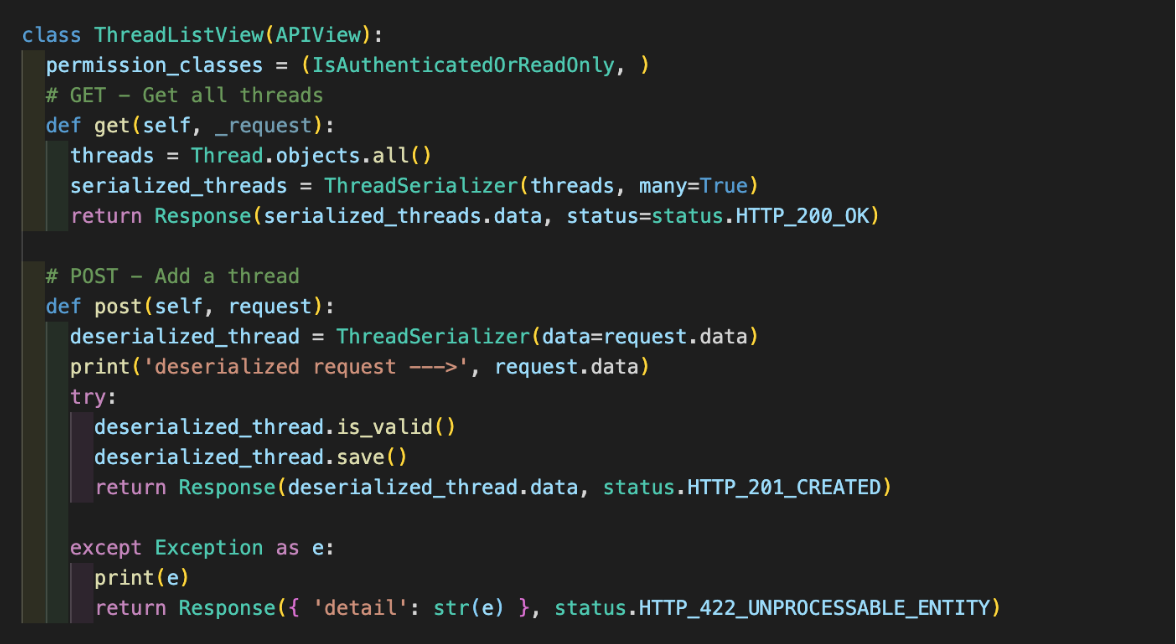 class ThreadListView(APIView):
permission_classes = (IsAuthenticatedOrReadOnly, )
# GET - Get all threads
def get(self, _request):
threads = Thread.objects.all()
serialized_threads = ThreadSerializer(threads, many=True)
return Response(serialized_threads.data, status=status.HTTP_200_OK)
# POST - Add a thread
def post(self, request):
deserialized_thread = ThreadSerializer(data=request.data)
print('deserialized request --->', request.data)
try:
deserialized_thread.is_valid()
deserialized_thread.save()
return Response(deserialized_thread.data, status.HTTP_201_CREATED)
except Exception as e:
print(e)
return Response({ 'detail': str(e) }, status.HTTP_422_UNPROCESSABLE_ENTITY)